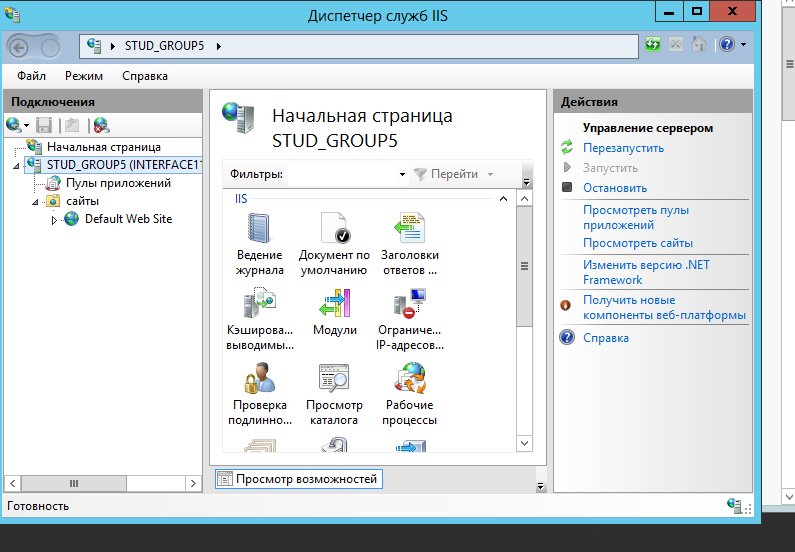 Диспетчер служб IIS
STUD_GROUP5
Файл Режим Справка
Подключения
Начальная страница
STUD_GROUP5 (INTERFACE11
Пулы приложений
сайты
Default Web Site
Начальная страница
STUD_GROUP5
Фильтры: Перейти
IIS
Ведение
журнала
Документ по
умолчанию
Заголовки
ответов ...
Кэширова...
выводимы...
Модули
Ограниче...
IP-адресов...
Проверка
подлинно...
Просмотр
каталога
Рабочие
процессы
Просмотр возможностей
Действия
Управление сервером
Перезапустить
Запустить
Остановить
Просмотреть пулы
приложений
Просмотреть сайты
Изменить версию .NET
Framework
Получить новые
компоненты веб-платформы
Справка
Готовность